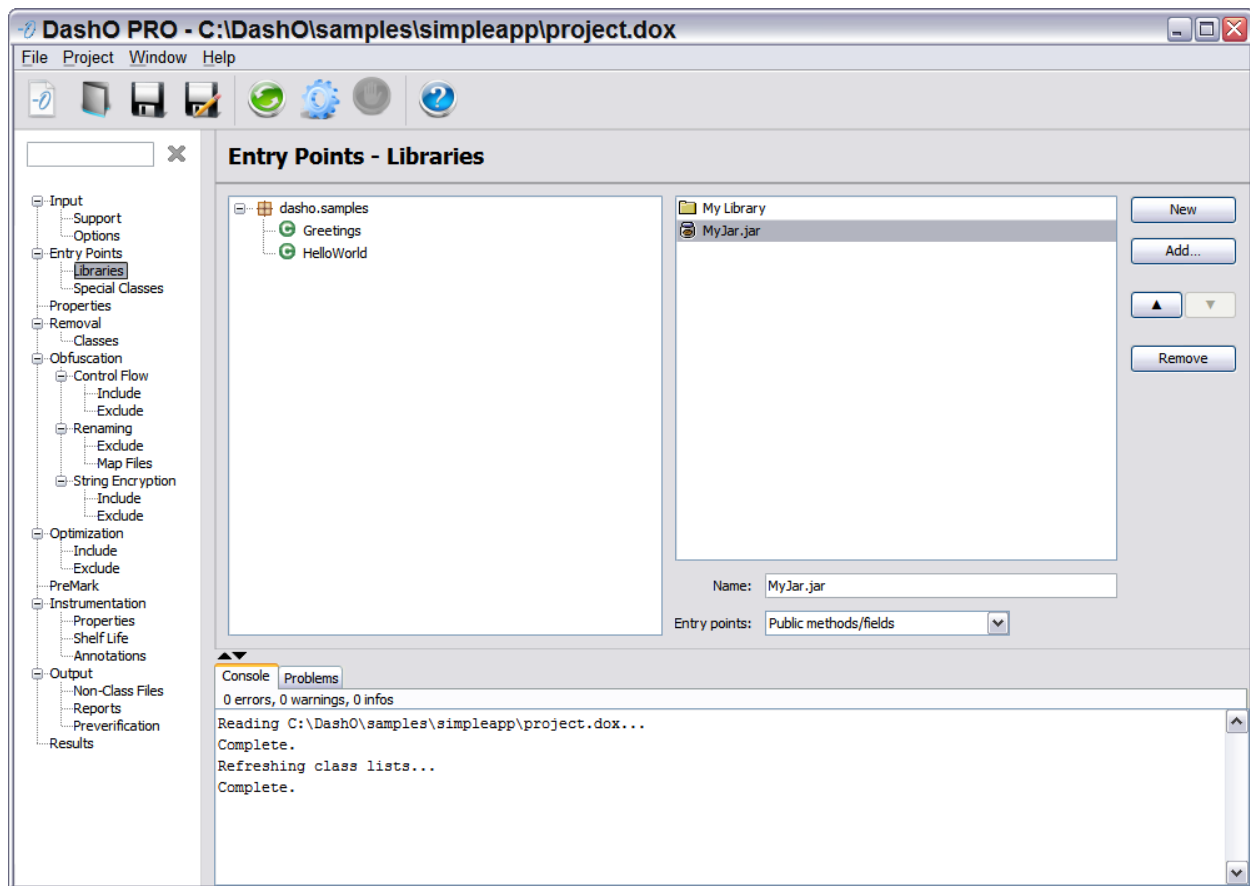 DashO PRO - C:\DashO\samples\simpleapp\project.dox
File Project Window Help
Entry Points - Libraries
Input
Support
Options
Entry Points
Libraries
Special Classes
Properties
Removal
Classes
Obfuscation
Control Flow
Include
Exclude
Renaming
Exclude
Map Files
String Encryption
Include
Exclude
Optimization
Include
Exclude
PreMark
Instrumentation
Properties
Shelf Life
Annotations
Output
Non-Class Files
Reports
Preverification
Results
dasho.samples
Greetings
HelloWorld
My Library
MyJar.jar
New
Add...
Remove
Name: MyJar.jar
Entry points: Public methods/fields
Console Problems
0 errors, 0 warnings, 0 infos
Reading C:\DashO\samples\simpleapp\project.dox...
Complete.
Refreshing class lists...
Complete.